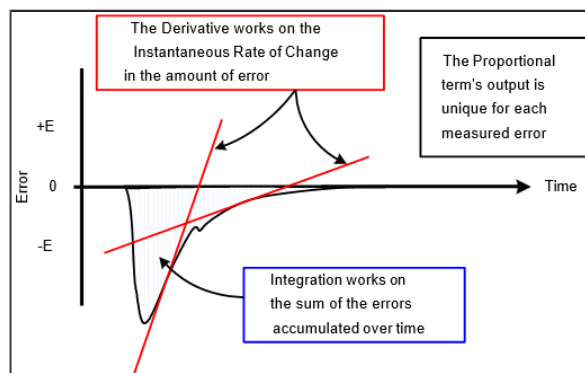 The Derivative works on the
Instantaneous Rate of Change
in the amount of error
The Proportional
term's output is
unique for each
measured error
+E
0
Time
Error
-E
Integration works on
the sum of the errors
accumulated over time